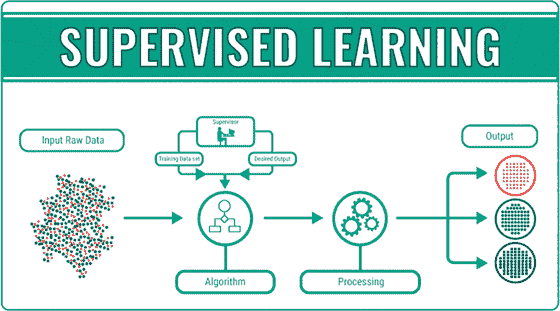 SUPERVISED LEARNING
Input Raw Data
Supervisor
Training Data set
Desired Output
Algorithm
Processing
Output